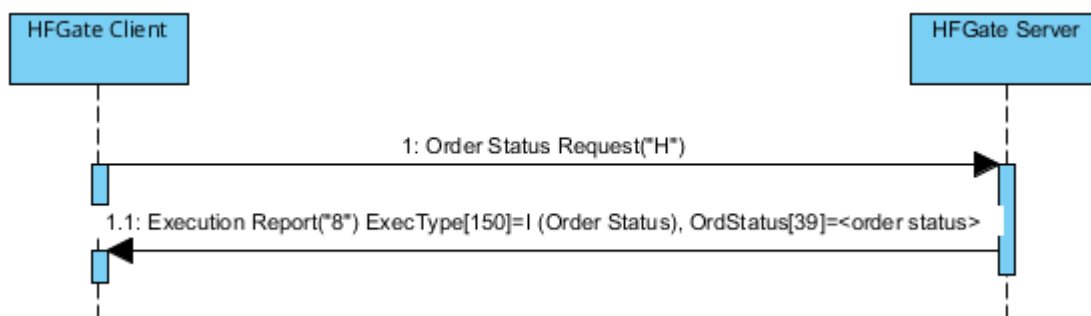 HFGate Client
HFGate Server
1: Order Status Request("H")
1.1: Execution Report("8") ExecType[150]=I (Order Status), OrdStatus[39]=<order status>